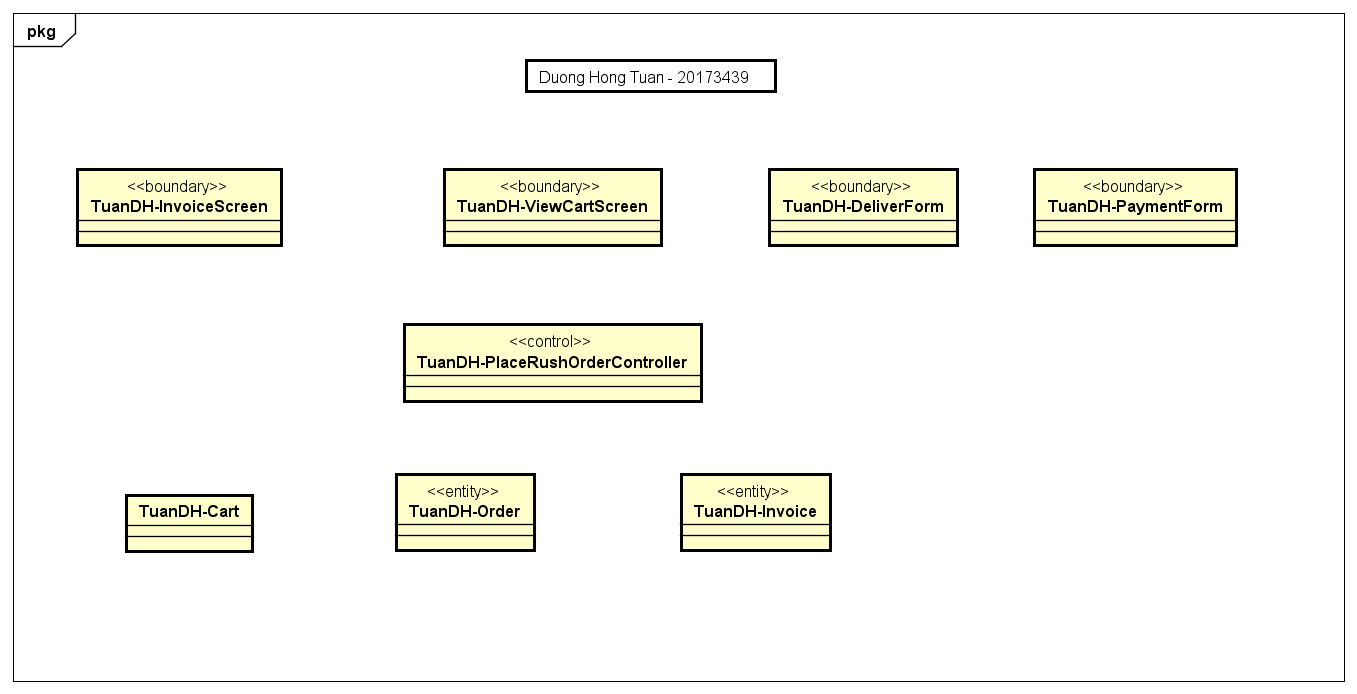 pkg
Duong Hong Tuan - 20173439
<<boundary>>
TuanDH-InvoiceScreen
<<boundary>>
TuanDH-ViewCartScreen
<<boundary>>
TuanDH-DeliverForm
<<boundary>>
TuanDH-PaymentForm
<<control>>
TuanDH-PlaceRushOrderController
TuanDH-Cart
<<entity>>
TuanDH-Order
<<entity>>
TuanDH-Invoice